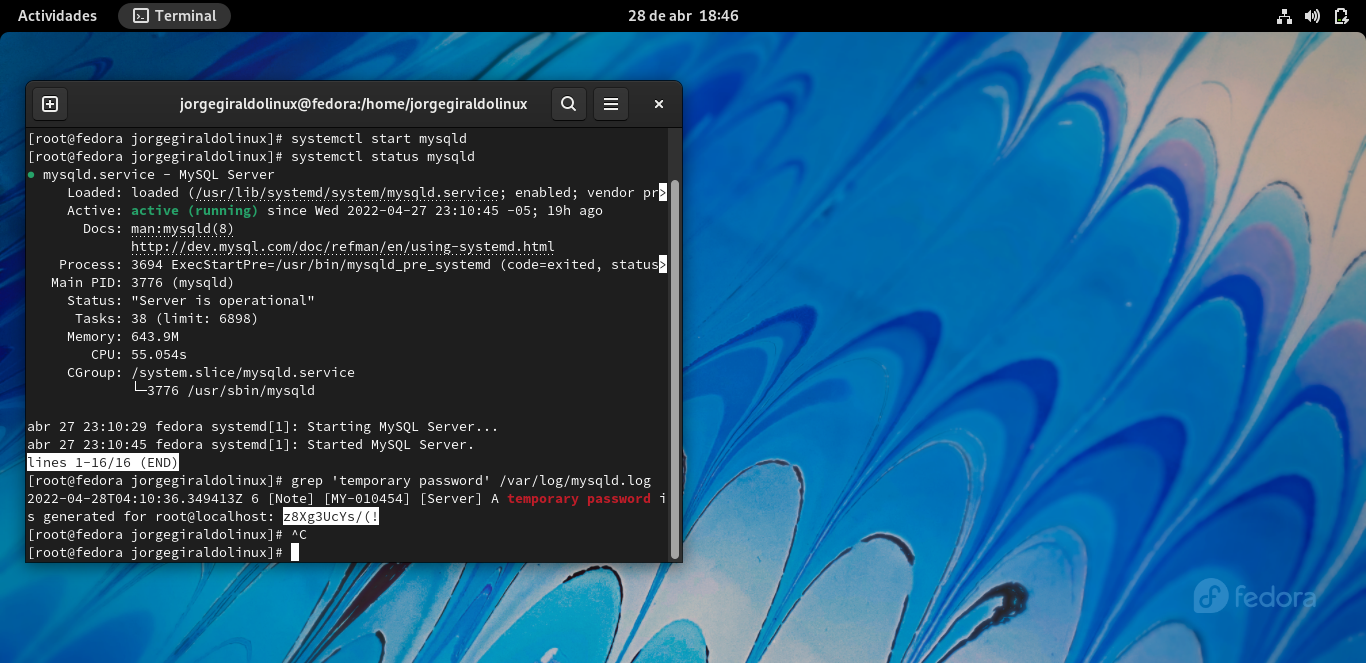 Actividades
Terminal
28 de abr 18:46
jorgegiraldolinux@fedora:/home/jorgegiraldolinux
[root@fedora jorgegiraldolinux]# systemctl start mysqld
[root@fedora jorgegiraldolinux]# systemctl status mysqld
● mysqld.service - MySQL Server
Loaded: loaded (/usr/lib/systemd/system/mysqld.service; enabled; vendor pr>
Active: active (running) since Wed 2022-04-27 23:10:45 -05; 19h ago
Docs: man:mysqld(8)
http://dev.mysql.com/doc/refman/en/using-systemd.html
Process: 3694 ExecStartPre=/usr/bin/mysqld_pre_systemd (code=exited, status>
Main PID: 3776 (mysqld)
Status: "Server is operational"
Tasks: 38 (limit: 6898)
Memory: 643.9M
CPU: 55.054s
CGroup: /system.slice/mysqld.service
└─3776 /usr/sbin/mysqld
abr 27 23:10:29 fedora systemd[1]: Starting MySQL Server...
abr 27 23:10:45 fedora systemd[1]: Started MySQL Server.
lines 1-16/16 (END)
[root@fedora jorgegiraldolinux]# grep 'temporary password' /var/log/mysqld.log
2022-04-28T04:10:36.349413Z 6 [Note] [MY-010454] [Server] A temporary password i
s generated for root@localhost: z8Xg3UcYs/(!
[root@fedora jorgegiraldolinux]# ^C
[root@fedora jorgegiraldolinux]#
fedora